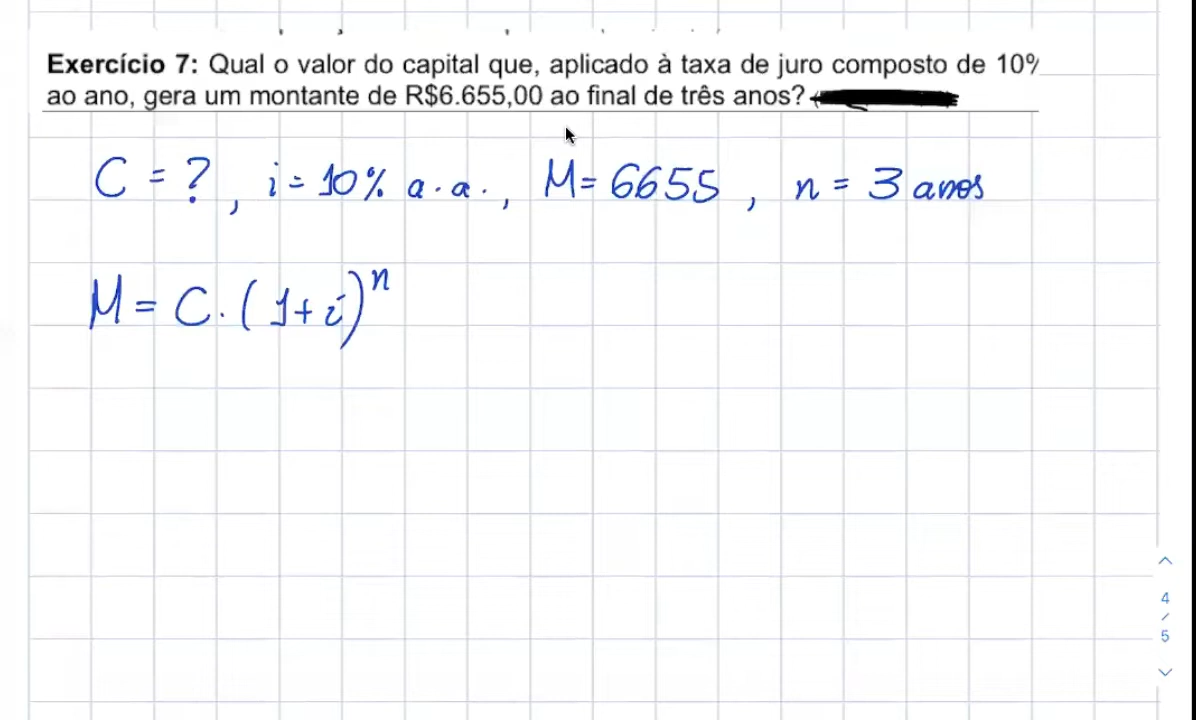 Exercício 7: Qual o valor do capital que, aplicado à taxa de juro composto de 10%
ao ano, gera um montante de R$6.655,00 ao final de três anos?
C = ? , i = 10% a.a. , M = 6655 , n = 3 anos
M = C · (1+i)^n
4
/
5